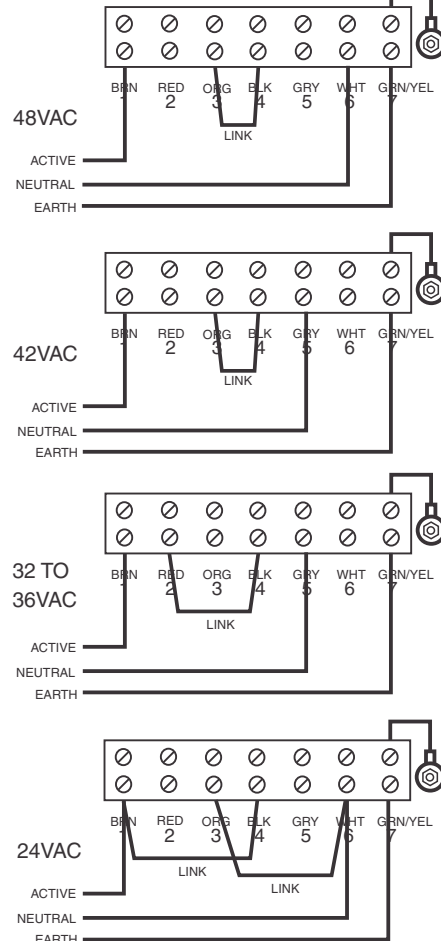 BRN RED ORG BLK GRY WHT GRN/YEL
1 2 3 4 5 6 7
48VAC
LINK
ACTIVE
NEUTRAL
EARTH
BRN RED ORG BLK GRY WHT GRN/YEL
1 2 3 4 5 6 7
42VAC
LINK
ACTIVE
NEUTRAL
EARTH
BRN RED ORG BLK GRY WHT GRN/YEL
1 2 3 4 5 6 7
32 TO
36VAC
LINK
ACTIVE
NEUTRAL
EARTH
BRN RED ORG BLK GRY WHT GRN/YEL
1 2 3 4 5 6 7
24VAC
LINK
LINK
ACTIVE
NEUTRAL
EARTH